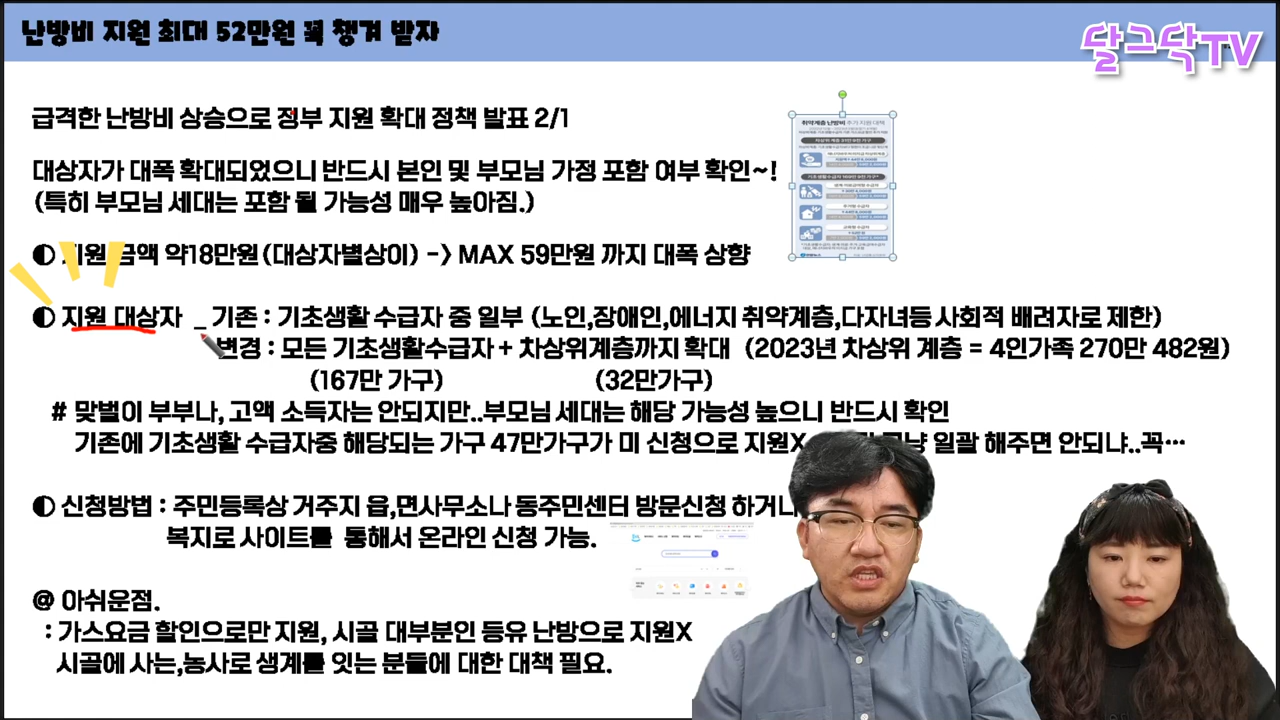 난방비 지원 최대 52만원 꼭 챙겨 받자
달그닥TV
급격한 난방비 상승으로 정부 지원 확대 정책 발표 2/1
대상자가 대폭 확대되었으니 반드시 본인 및 부모님 가정 포함 여부 확인~!
(특히 부모님 세대는 포함 될 가능성 매우 높아짐.)
◐ 지원 금액 약18만원(대상자별상이) -> MAX 59만원 까지 대폭 상향
◐ 지원 대상자 _ 기존 : 기초생활 수급자 중 일부 (노인,장애인,에너지 취약계층,다자녀등 사회적 배려자로 제한)
변경 : 모든 기초생활수급자 + 차상위계층까지 확대 (2023년 차상위 계층 = 4인가족 270만 482원)
(167만 가구) (32만가구)
# 맞벌이 부부나, 고액 소득자는 안되지만..부모님 세대는 해당 가능성 높으니 반드시 확인
기존에 기초생활 수급자중 해당되는 가구 47만가구가 미 신청으로 지원X 일괄 해주면 안되냐..꼭…
◐ 신청방법 : 주민등록상 거주지 읍,면사무소나 동주민센터 방문신청 하거나
복지로 사이트를 통해서 온라인 신청 가능.
@ 아쉬운점.
: 가스요금 할인으로만 지원, 시골 대부분인 등유 난방으로 지원X
시골에 사는,농사로 생계를 잇는 분들에 대한 대책 필요.
취약계층 난방비 추가 지원 대책